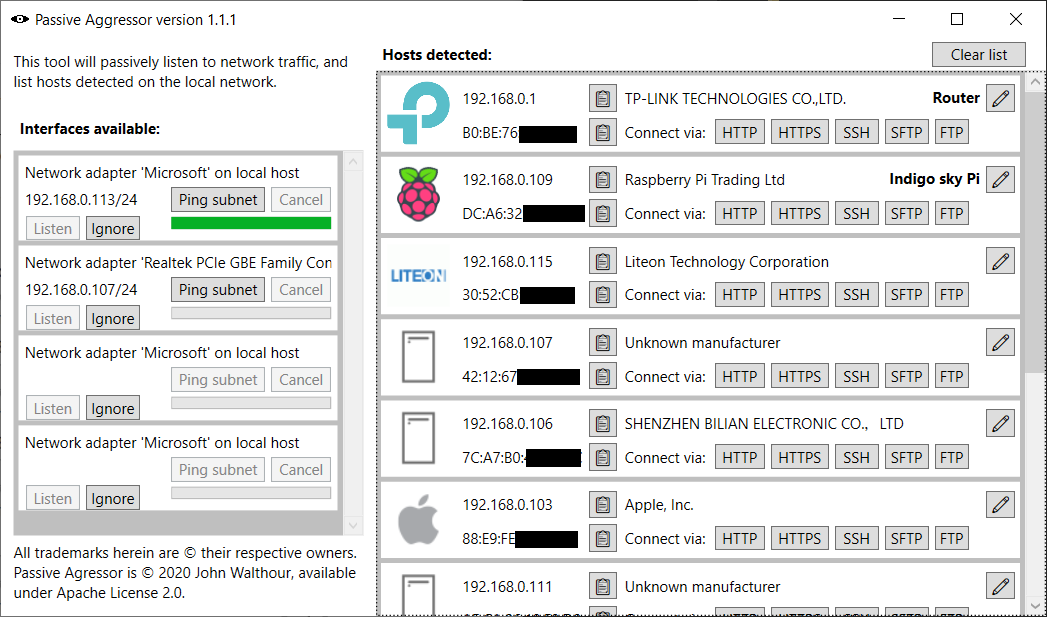 Passive Aggressor version 1.1.1
This tool will passively listen to network traffic, and
list hosts detected on the local network.
Interfaces available:
Network adapter 'Microsoft' on local host
192.168.0.113/24 Ping subnet Cancel
Listen Ignore
Network adapter 'Realtek PCIe GBE Family Con
192.168.0.107/24 Ping subnet Cancel
Listen Ignore
Network adapter 'Microsoft' on local host
Ping subnet Cancel
Listen Ignore
Network adapter 'Microsoft' on local host
Ping subnet Cancel
Listen Ignore
All trademarks herein are © their respective owners.
Passive Agressor is © 2020 John Walthour, available
under Apache License 2.0.
Hosts detected: Clear list
192.168.0.1 TP-LINK TECHNOLOGIES CO.,LTD. Router
B0:BE:76: Connect via: HTTP HTTPS SSH SFTP FTP
192.168.0.109 Raspberry Pi Trading Ltd Indigo sky Pi
DC:A6:32 Connect via: HTTP HTTPS SSH SFTP FTP
LITEON
192.168.0.115 Liteon Technology Corporation
30:52:CB Connect via: HTTP HTTPS SSH SFTP FTP
192.168.0.107 Unknown manufacturer
42:12:67 Connect via: HTTP HTTPS SSH SFTP FTP
192.168.0.106 SHENZHEN BILIAN ELECTRONIC CO.，LTD
7C:A7:B0: Connect via: HTTP HTTPS SSH SFTP FTP
192.168.0.103 Apple, Inc.
88:E9:FE Connect via: HTTP HTTPS SSH SFTP FTP
192.168.0.111 Unknown manufacturer